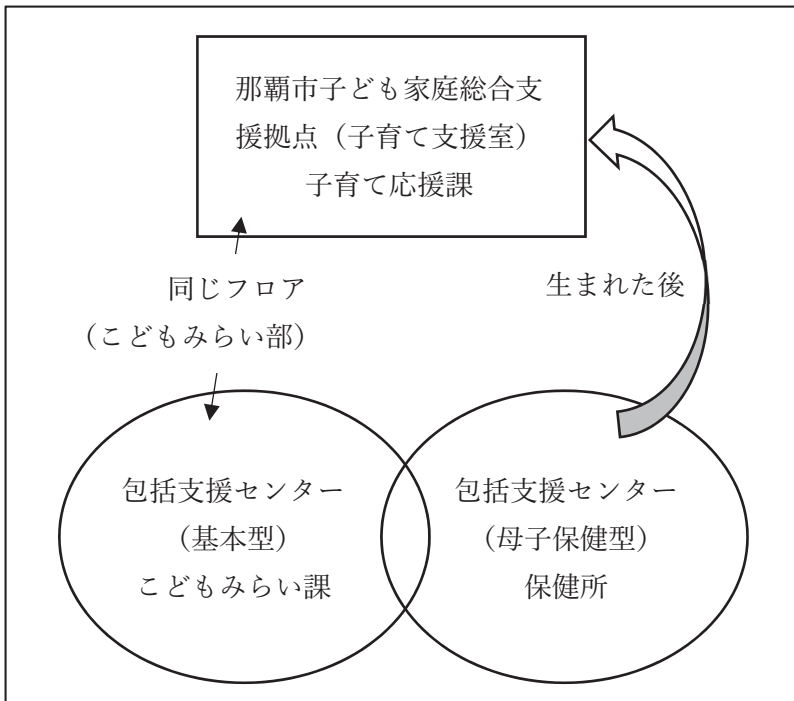 那覇市子ども家庭総合支
援拠点（子育て支援室）
子育て応援課
同じフロア
（こどもみらい部）
生まれた後
包括支援センター
（基本型）
こどもみらい課
包括支援センター
（母子保健型）
保健所